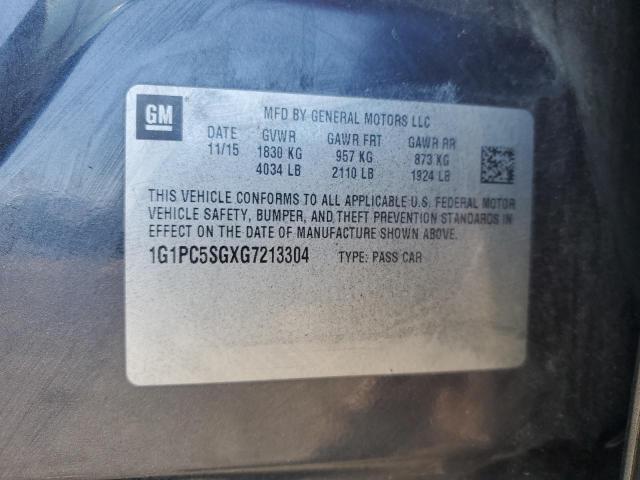 GM
MFD BY GENERAL MOTORS LLC
DATE GVWR GAWR FRT GAWR RR
11/15 1830 KG 957 KG 873 KG
4034 LB 2110 LB 1924 LB
THIS VEHICLE CONFORMS TO ALL APPLICABLE U.S. FEDERAL MOTOR
VEHICLE SAFETY, BUMPER, AND THEFT PREVENTION STANDARDS IN
EFFECT ON THE DATE OF MANUFACTURE SHOWN ABOVE.
1G1PC5SGXG7213304 TYPE: PASS CAR